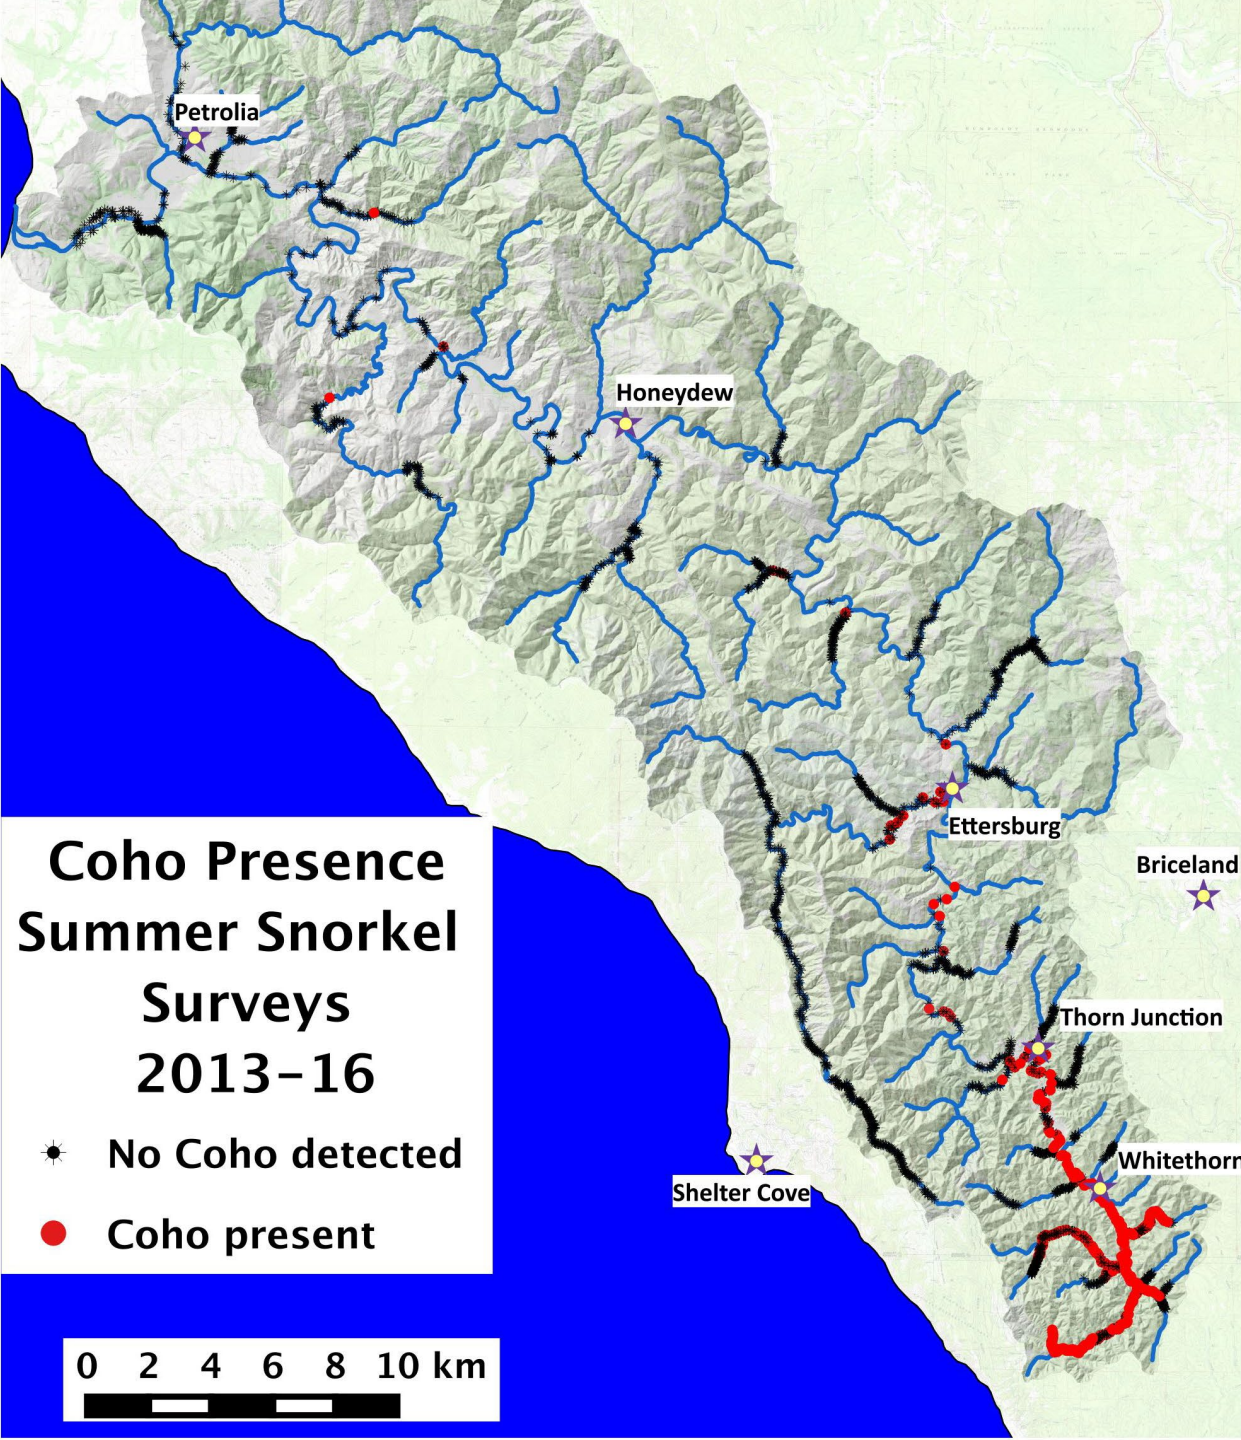 Petrolia
Honeydew
Ettersburg
Briceland
Thorn Junction
Whitethorn
Shelter Cove
Coho Presence
Summer Snorkel
Surveys
2013-16
No Coho detected
Coho present
0 2 4 6 8 10 km